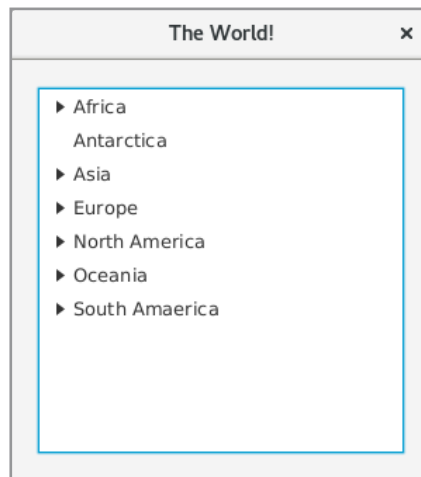 The World!
Africa
Antarctica
Asia
Europe
North America
Oceania
South Amaerica